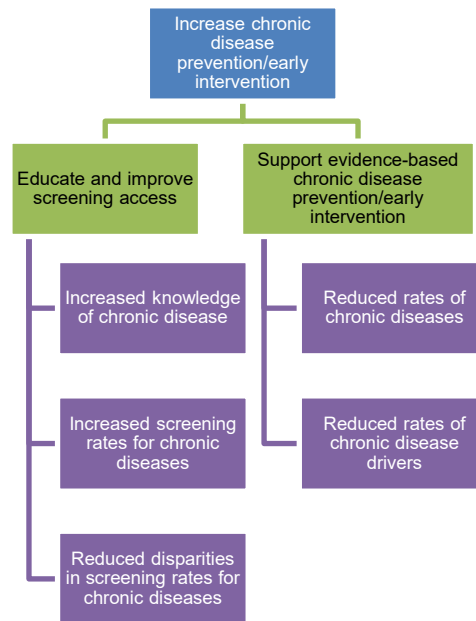 Increase chronic
disease
prevention/early
intervention
Educate and improve
screening access
Support evidence-based
chronic disease
prevention/early
intervention
Increased knowledge
of chronic disease
Increased screening
rates for chronic
diseases
Reduced disparities
in screening rates for
chronic diseases
Reduced rates of
chronic diseases
Reduced rates of
chronic disease
drivers